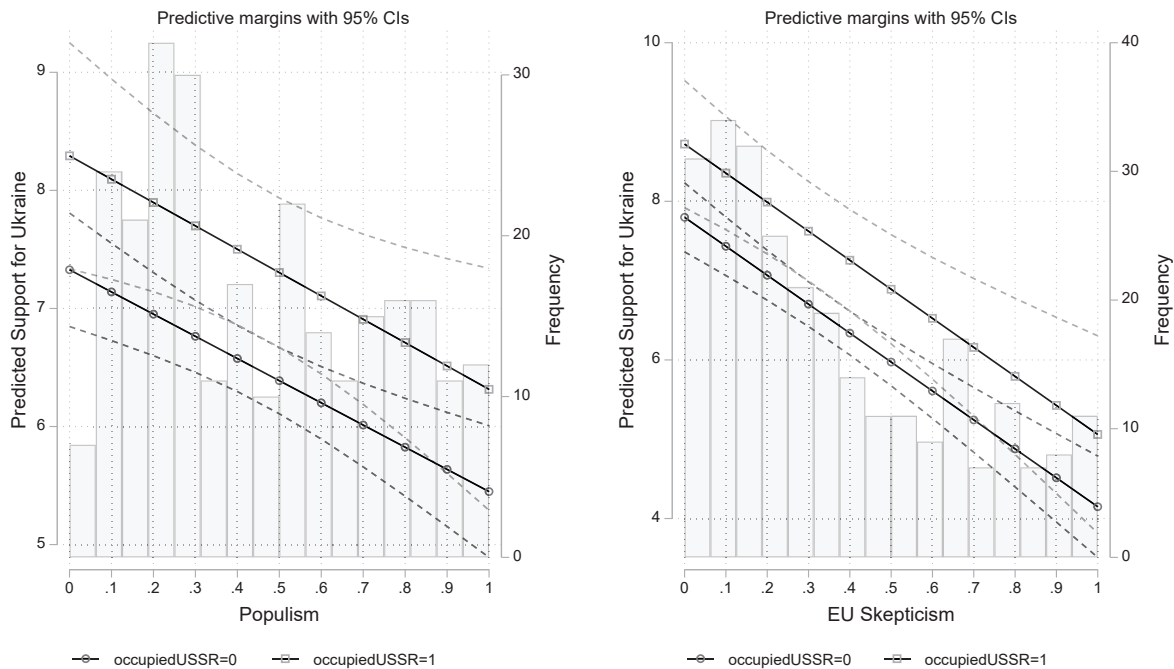 Predictive margins with 95% CIs
Predicted Support for Ukraine
9
8
7
6
5
30
20
10
0
Frequency
0 .1 .2 .3 .4 .5 .6 .7 .8 .9 1
Populism
occupiedUSSR=0 occupiedUSSR=1
Predictive margins with 95% CIs
Predicted Support for Ukraine
10
8
6
4
40
30
20
10
0
Frequency
0 .1 .2 .3 .4 .5 .6 .7 .8 .9 1
EU Skepticism
occupiedUSSR=0 occupiedUSSR=1